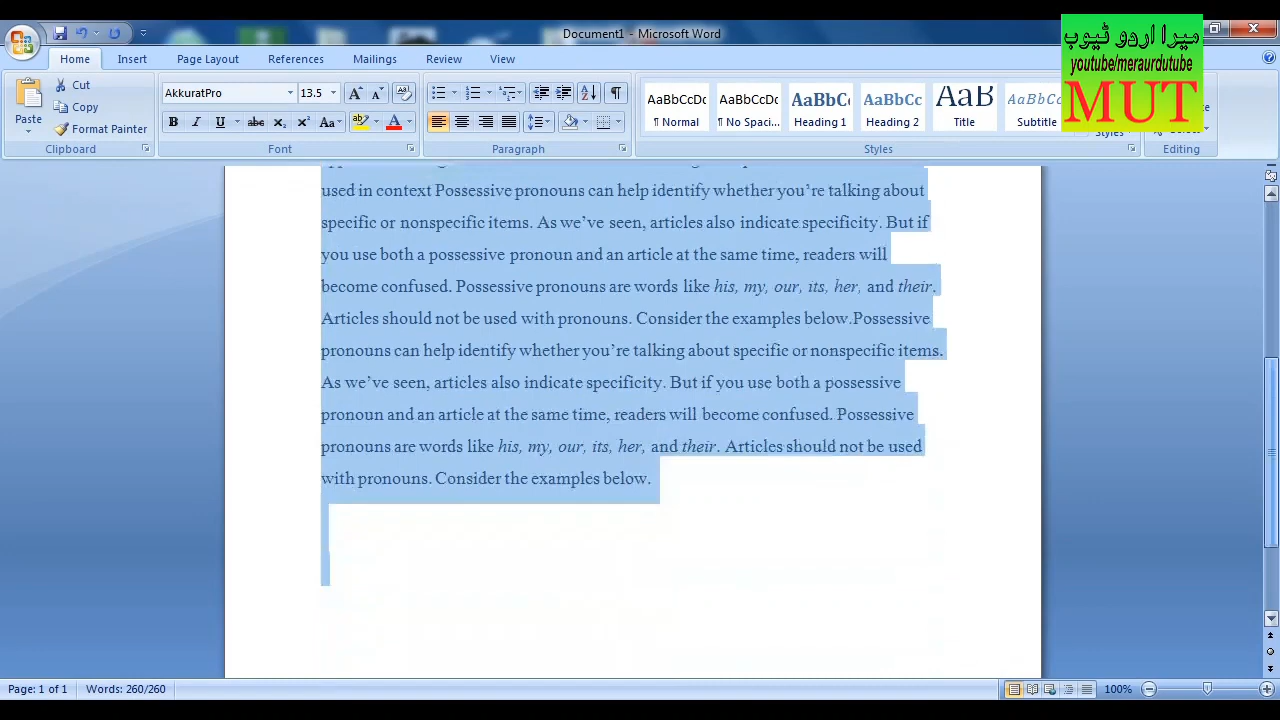 Document1 - Microsoft Word
میرا اردو ٹیوب
youtube/meraurdutube
MUT
Home Insert Page Layout References Mailings Review View
Paste
Cut
Copy
Format Painter
Clipboard
AkkuratPro 13.5
Font
Paragraph
AaBbCcDc AaBbCcDc AaBbC AaBbCc AaB AaBbCc
¶ Normal ¶ No Spaci... Heading 1 Heading 2 Title Subtitle
Styles
Styles
Editing
used in context Possessive pronouns can help identify whether you’re talking about
specific or nonspecific items. As we’ve seen, articles also indicate specificity. But if
you use both a possessive pronoun and an article at the same time, readers will
become confused. Possessive pronouns are words like his, my, our, its, her, and their.
Articles should not be used with pronouns. Consider the examples below.Possessive
pronouns can help identify whether you’re talking about specific or nonspecific items.
As we’ve seen, articles also indicate specificity. But if you use both a possessive
pronoun and an article at the same time, readers will become confused. Possessive
pronouns are words like his, my, our, its, her, and their. Articles should not be used
with pronouns. Consider the examples below.
Page: 1 of 1 Words: 260/260 100%